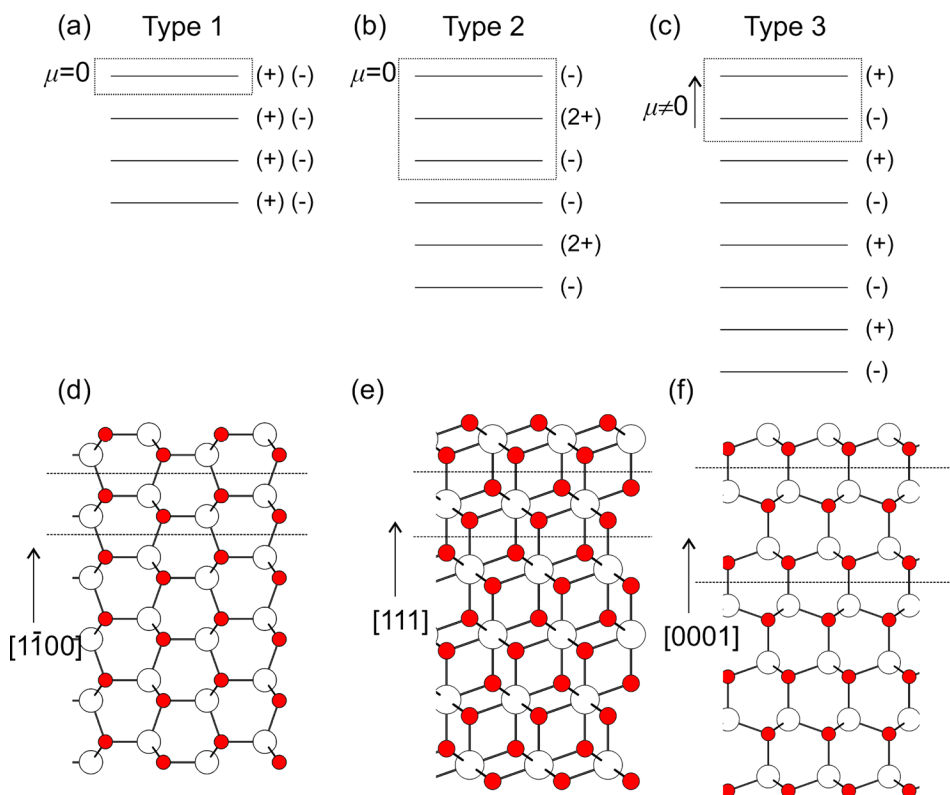 (a) Type 1
μ=0
(+) (-)
(+) (-)
(+) (-)
(+) (-)
(b) Type 2
μ=0
(-)
(2+)
(-)
(-)
(2+)
(-)
(c) Type 3
μ≠0
(+)
(-)
(+)
(-)
(+)
(-)
(+)
(-)
(d)
[11̄00]
(e)
[111]
(f)
[0001]